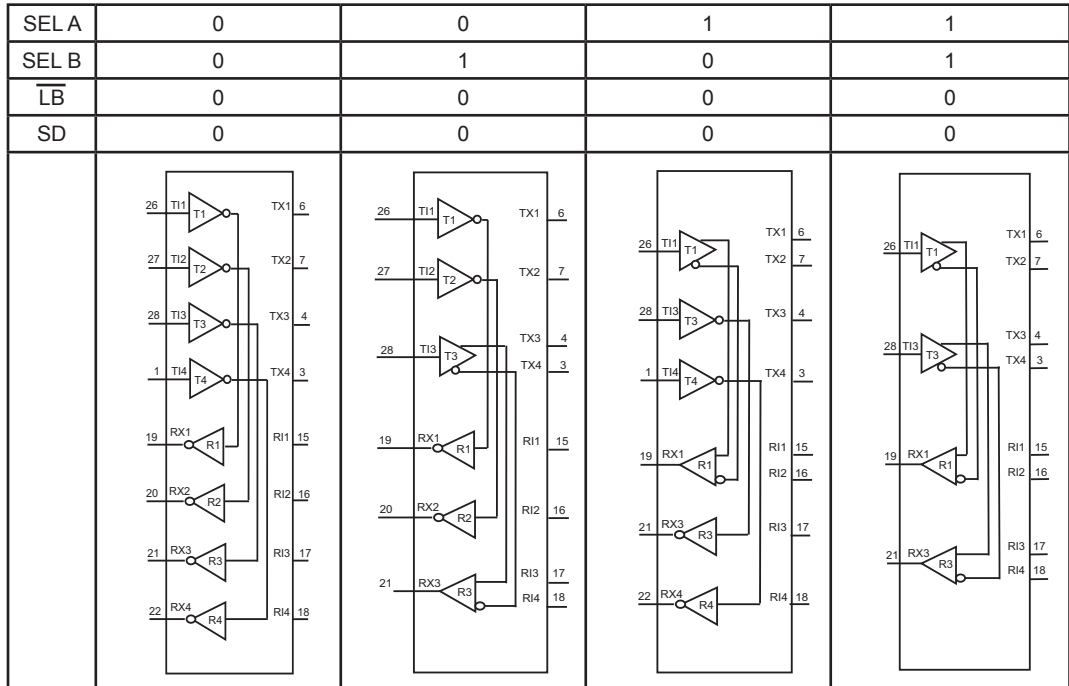 SEL A 0 0 1 1
SEL B 0 1 0 1
L̅B̅ 0 0 0 0
SD 0 0 0 0
26 TI1 T1 TX1 6
27 TI2 T2 TX2 7
28 TI3 T3 TX3 4
1 TI4 T4 TX4 3
19 RX1 R1 RI1 15
20 RX2 R2 RI2 16
21 RX3 R3 RI3 17
22 RX4 R4 RI4 18
26 TI1 T1 TX1 6
27 TI2 T2 TX2 7
28 TI3 T3 TX3 4
TX4 3
19 RX1 R1 RI1 15
20 RX2 R2 RI2 16
21 RX3 R3 RI3 17
RI4 18
26 TI1 T1 TX1 6
TX2 7
28 TI3 T3 TX3 4
1 TI4 T4 TX4 3
19 RX1 R1 RI1 15
RI2 16
21 RX3 R3 RI3 17
22 RX4 R4 RI4 18
26 TI1 T1 TX1 6
TX2 7
28 TI3 T3 TX3 4
TX4 3
19 RX1 R1 RI1 15
RI2 16
21 RX3 R3 RI3 17
RI4 18